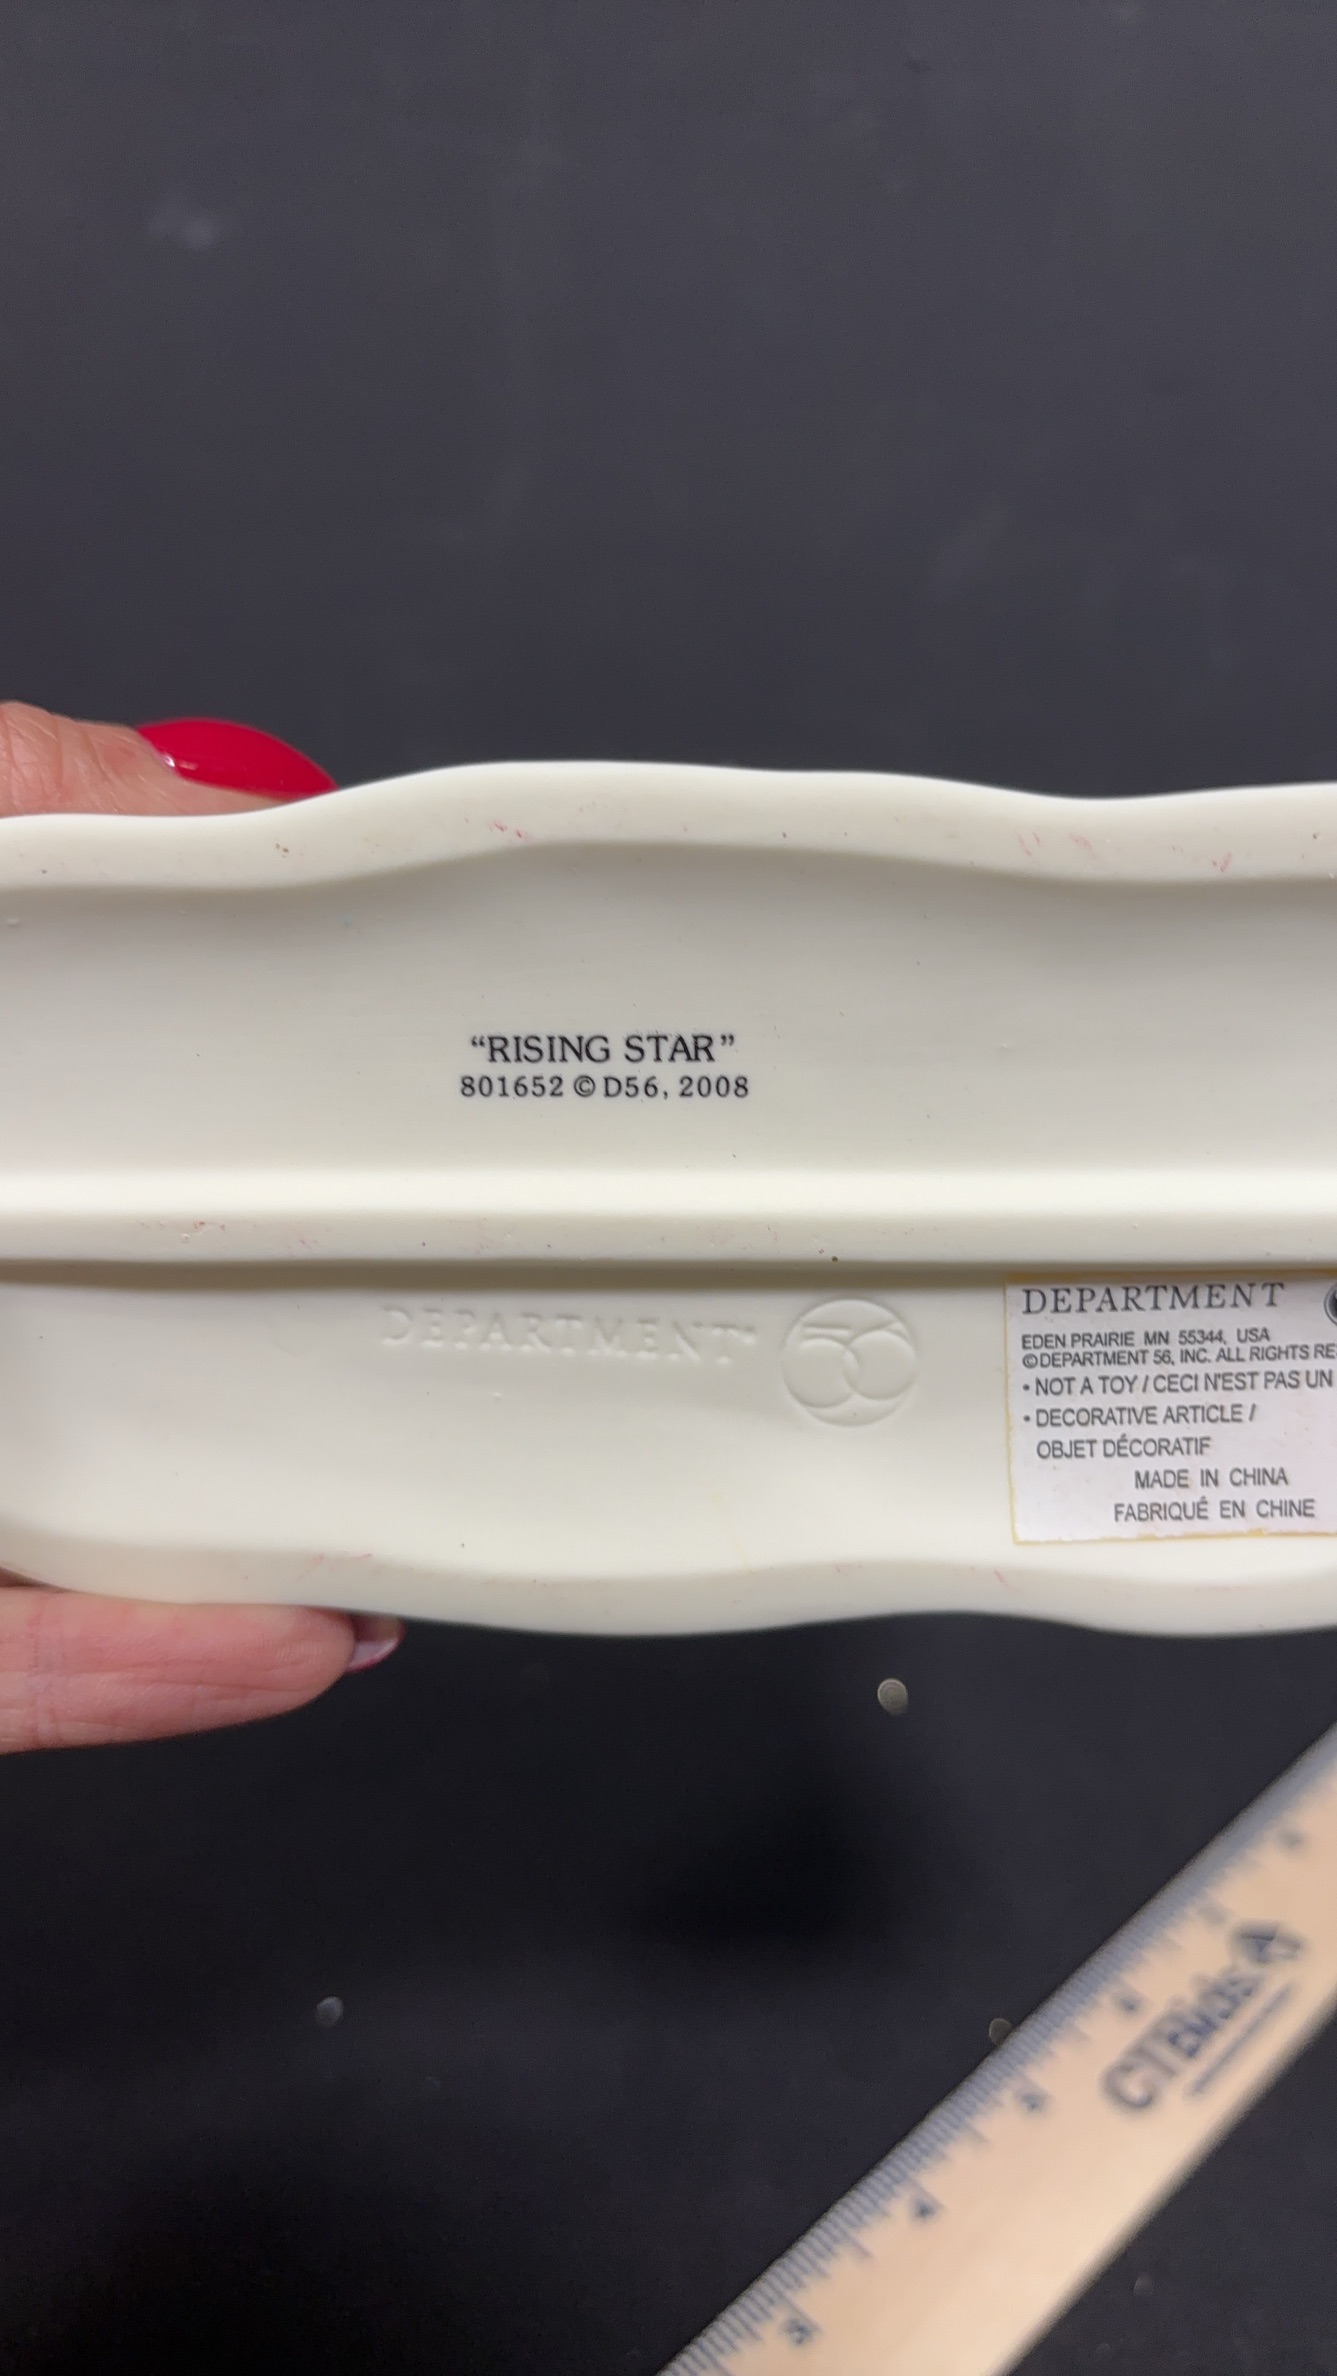 “RISING STAR”
801652 © D56, 2008
DEPARTMENT 56
DEPARTMENT
EDEN PRAIRIE MN 55344, USA
© DEPARTMENT 56, INC. ALL RIGHTS
• NOT A TOY / CECI N'EST PAS UN
• DECORATIVE ARTICLE /
OBJET DÉCORATIF
MADE IN CHINA
FABRIQUÉ EN CHINE